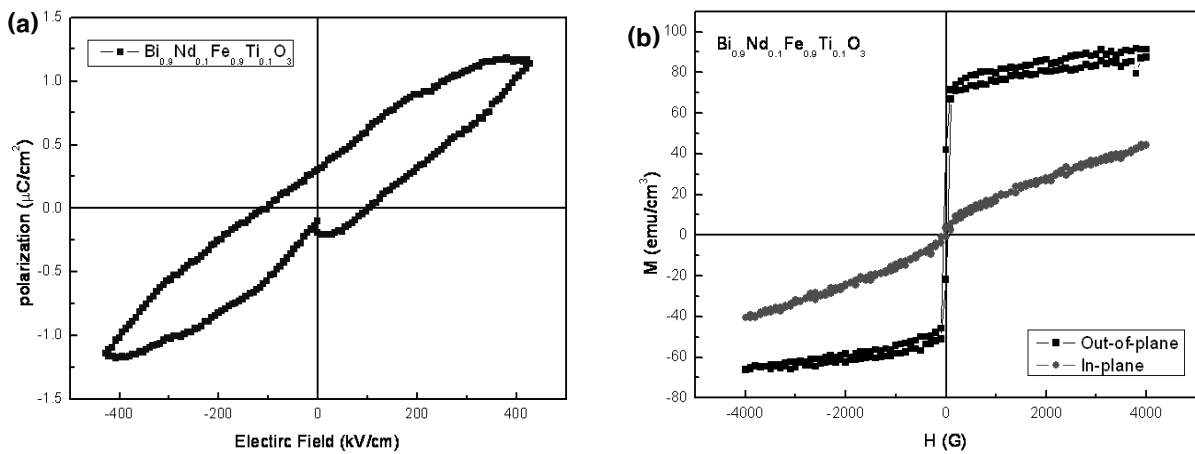 (a)
1.5
1.0
0.5
0.0
-0.5
-1.0
-1.5
polarization (μC/cm²)
Bi₀.₉Nd₀.₁Fe₀.₉Ti₀.₁O₃
-400 -200 0 200 400
Electirc Field (kV/cm)
(b)
100
80
60
40
20
0
-20
-40
-60
-80
M (emu/cm³)
Bi₀.₉Nd₀.₁Fe₀.₉Ti₀.₁O₃
Out-of-plane
In-plane
-4000 -2000 0 2000 4000
H (G)